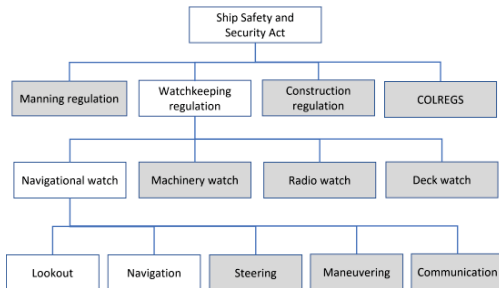 Ship Safety and
Security Act
Manning regulation
Watchkeeping
regulation
Construction
regulation
COLREGS
Navigational watch
Machinery watch
Radio watch
Deck watch
Lookout
Navigation
Steering
Maneuvering
Communication